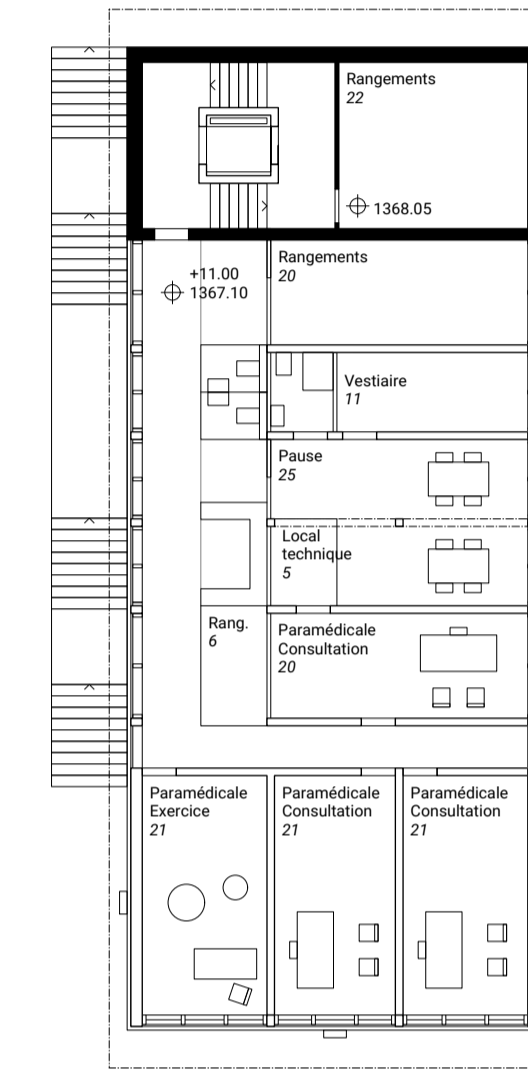 Rangements
22
1368.05
Rangements
20
+11.00
1367.10
Vestiaire
11
Pause
25
Local
technique
5
Rang.
6
Paramédicale
Consultation
20
Paramédicale
Exercice
21
Paramédicale
Consultation
21
Paramédicale
Consultation
21